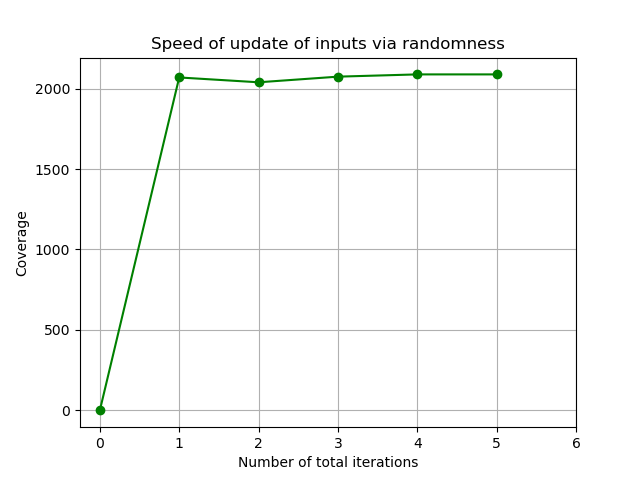 Speed of update of inputs via randomness
2000
1500
1000
500
0
Coverage
0 1 2 3 4 5 6
Number of total iterations